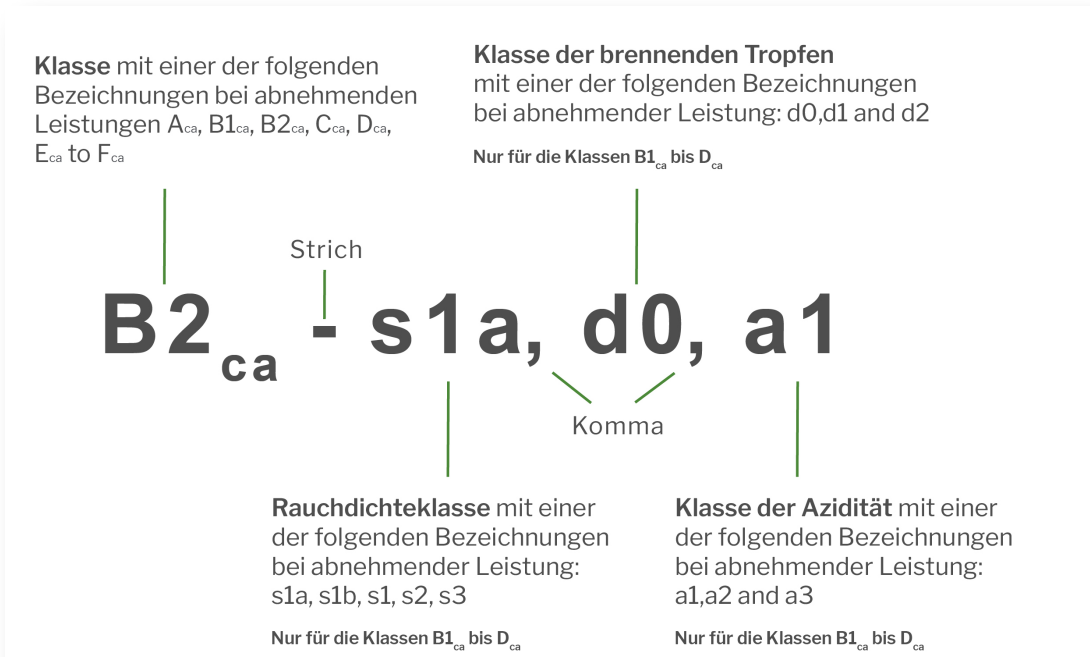 Klasse mit einer der folgenden
Bezeichnungen bei abnehmenden
Leistungen Aca, B1ca, B2ca, Cca, Dca,
Eca to Fca
Klasse der brennenden Tropfen
mit einer der folgenden Bezeichnungen
bei abnehmender Leistung: d0,d1 and d2
Nur für die Klassen B1ca bis Dca
Strich
B2ca - s1a, d0, a1
Komma
Rauchdichteklasse mit einer
der folgenden Bezeichnungen
bei abnehmender Leistung:
s1a, s1b, s1, s2, s3
Nur für die Klassen B1ca bis Dca
Klasse der Azidität mit einer
der folgenden Bezeichnungen
bei abnehmender Leistung:
a1,a2 and a3
Nur für die Klassen B1ca bis Dca